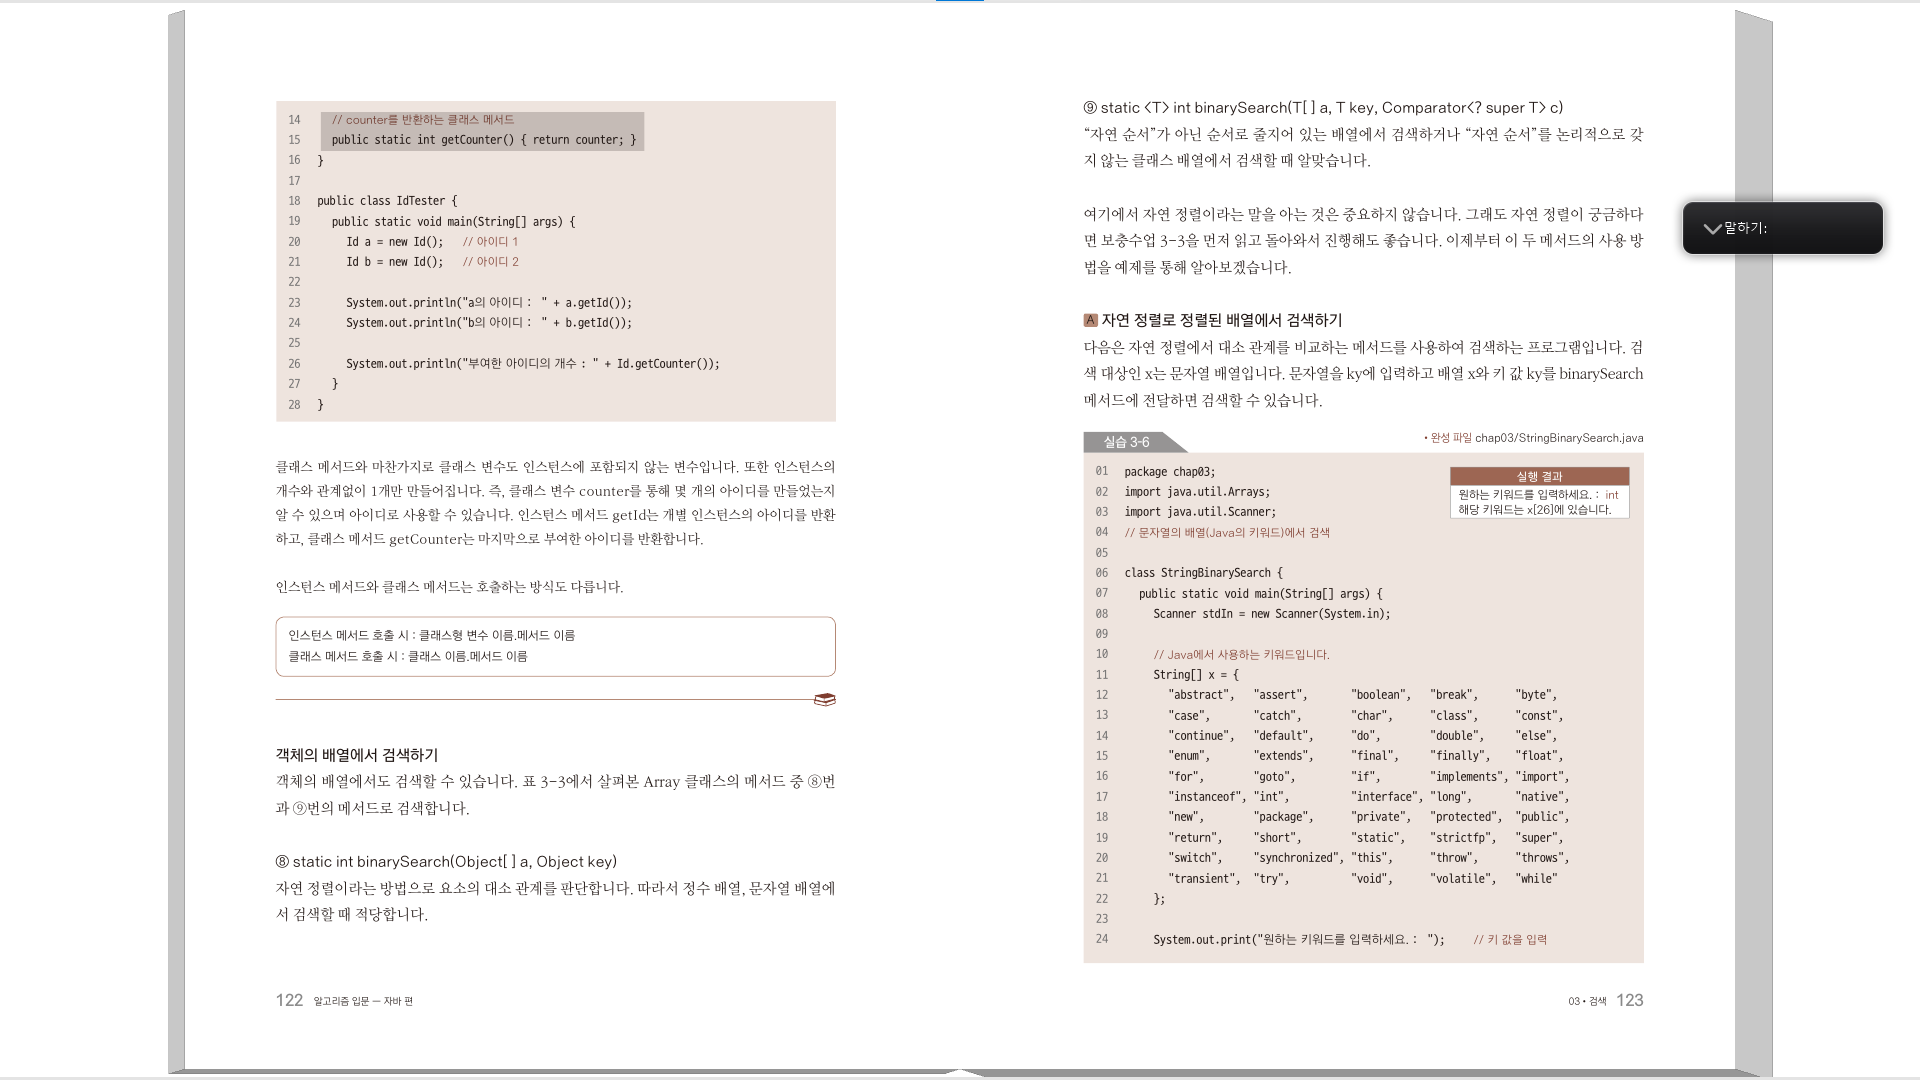 14 // counter를 반환하는 클래스 메서드
15 public static int getCounter() { return counter; }
16 }
17
18 public class IdTester {
19 public static void main(String[] args) {
20 Id a = new Id(); // 아이디 1
21 Id b = new Id(); // 아이디 2
22
23 System.out.println("a의 아이디 : " + a.getId());
24 System.out.println("b의 아이디 : " + b.getId());
25
26 System.out.println("부여한 아이디의 개수 : " + Id.getCounter());
27 }
28 }
클래스 메서드와 마찬가지로 클래스 변수도 인스턴스에 포함되지 않는 변수입니다. 또한 인스턴스의
개수와 관계없이 1개만 만들어집니다. 즉, 클래스 변수 counter를 통해 몇 개의 아이디를 만들었는지
알 수 있으며 아이디로 사용할 수 있습니다. 인스턴스 메서드 getId는 개별 인스턴스의 아이디를 반환
하고, 클래스 메서드 getCounter는 마지막으로 부여한 아이디를 반환합니다.
인스턴스 메서드와 클래스 메서드는 호출하는 방식도 다릅니다.
인스턴스 메서드 호출 시 : 클래스형 변수 이름.메서드 이름
클래스 메서드 호출 시 : 클래스 이름.메서드 이름
객체의 배열에서 검색하기
객체의 배열에서도 검색할 수 있습니다. 표 3-3에서 살펴본 Array 클래스의 메서드 중 ⑧번
과 ⑨번의 메서드로 검색합니다.
⑧ static int binarySearch(Object[ ] a, Object key)
자연 정렬이라는 방법으로 요소의 대소 관계를 판단합니다. 따라서 정수 배열, 문자열 배열에
서 검색할 때 적당합니다.
122 알고리즘 입문 — 자바 편
⑨ static <T> int binarySearch(T[ ] a, T key, Comparator<? super T> c)
“자연 순서”가 아닌 순서로 줄지어 있는 배열에서 검색하거나 “자연 순서”를 논리적으로 갖
지 않는 클래스 배열에서 검색할 때 알맞습니다.
여기에서 자연 정렬이라는 말을 아는 것은 중요하지 않습니다. 그래도 자연 정렬이 궁금하다
면 보충수업 3-3을 먼저 읽고 돌아와서 진행해도 좋습니다. 이제부터 이 두 메서드의 사용 방
법을 예제를 통해 알아보겠습니다.
A 자연 정렬로 정렬된 배열에서 검색하기
다음은 자연 정렬에서 대소 관계를 비교하는 메서드를 사용하여 검색하는 프로그램입니다. 검
색 대상인 x는 문자열 배열입니다. 문자열을 ky에 입력하고 배열 x와 키 값 ky를 binarySearch
메서드에 전달하면 검색할 수 있습니다.
실습 3-6
• 완성 파일 chap03/StringBinarySearch.java
실행 결과
원하는 키워드를 입력하세요. : int
해당 키워드는 x[26]에 있습니다.
01 package chap03;
02 import java.util.Arrays;
03 import java.util.Scanner;
04 // 문자열의 배열(Java의 키워드)에서 검색
05
06 class StringBinarySearch {
07 public static void main(String[] args) {
08 Scanner stdIn = new Scanner(System.in);
09
10 // Java에서 사용하는 키워드입니다.
11 String[] x = {
12 "abstract", "assert", "boolean", "break", "byte",
13 "case", "catch", "char", "class", "const",
14 "continue", "default", "do", "double", "else",
15 "enum", "extends", "final", "finally", "float",
16 "for", "goto", "if", "implements", "import",
17 "instanceof", "int", "interface", "long", "native",
18 "new", "package", "private", "protected", "public",
19 "return", "short", "static", "strictfp", "super",
20 "switch", "synchronized", "this", "throw", "throws",
21 "transient", "try", "void", "volatile", "while"
22 };
23
24 System.out.print("원하는 키워드를 입력하세요. : "); // 키 값을 입력
03 • 검색 123
말하기: